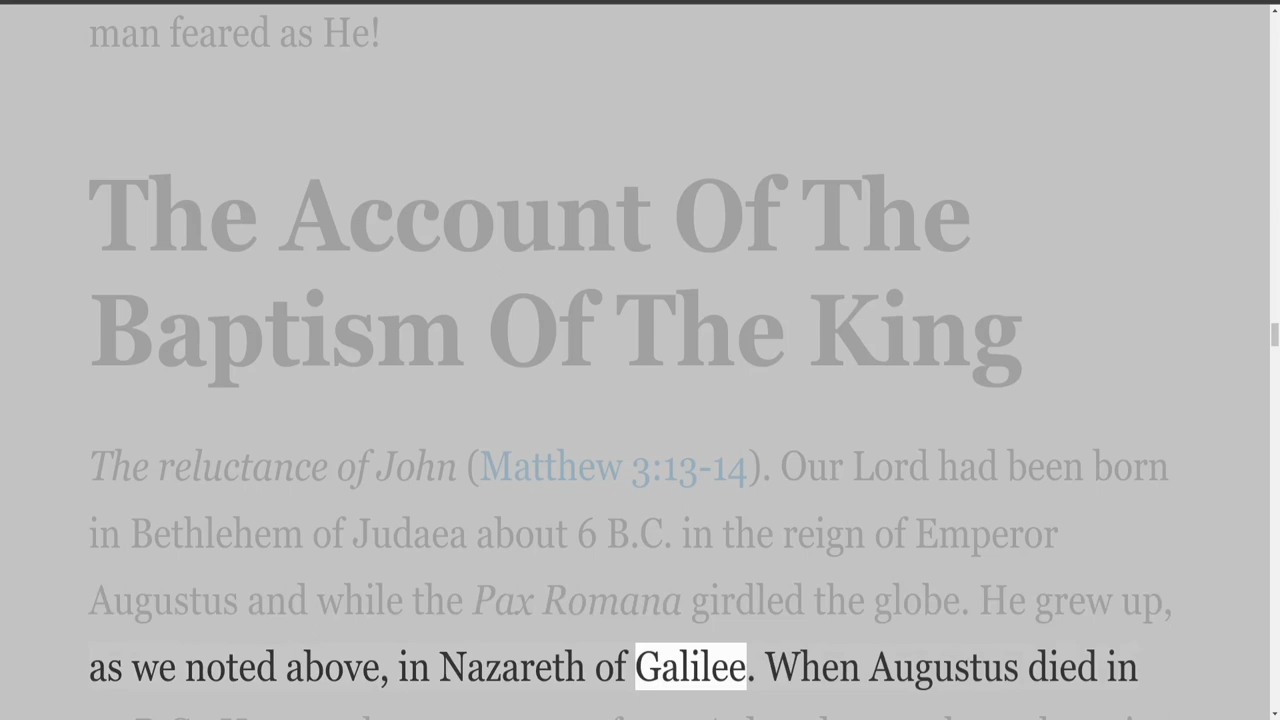 man feared as He!
The Account Of The
Baptism Of The King
The reluctance of John (Matthew 3:13-14). Our Lord had been born
in Bethlehem of Judaea about 6 B.C. in the reign of Emperor
Augustus and while the Pax Romana girdled the globe. He grew up,
as we noted above, in Nazareth of Galilee. When Augustus died in